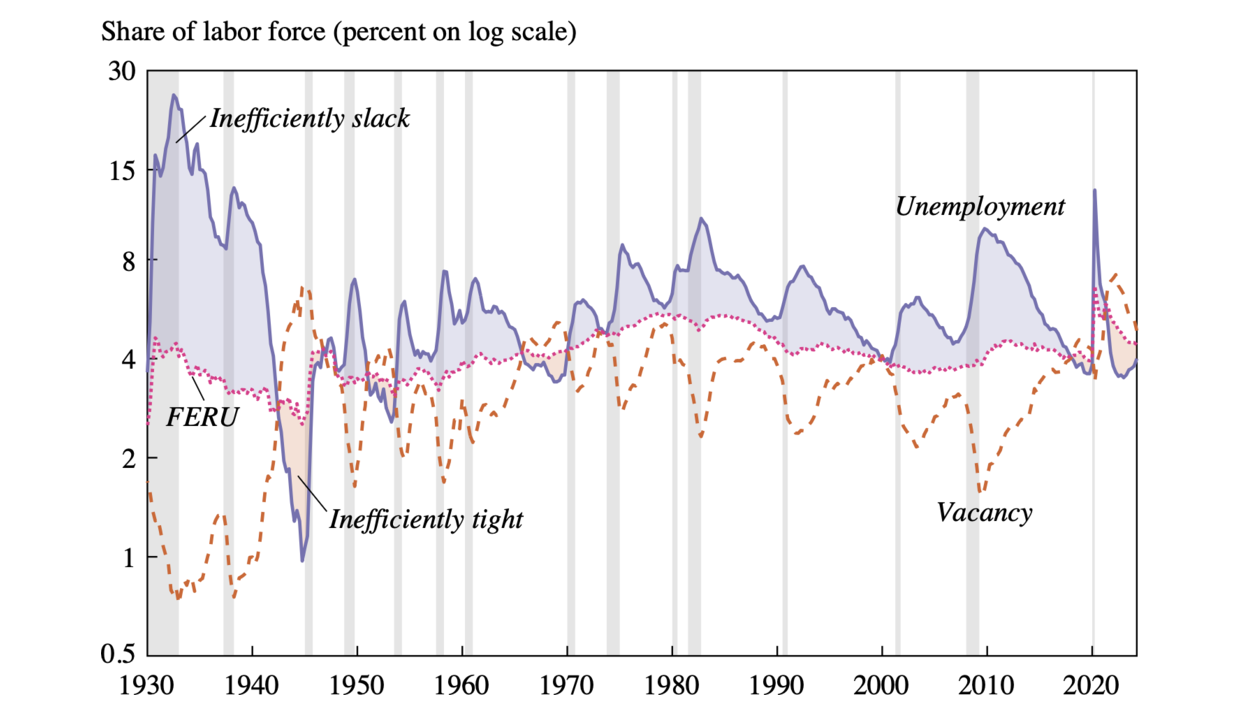 Share of labor force (percent on log scale)
30
Inefficiently slack
15
Unemployment
8
4
FERU
2
Inefficiently tight
Vacancy
1
0.5
1930 1940 1950 1960 1970 1980 1990 2000 2010 2020